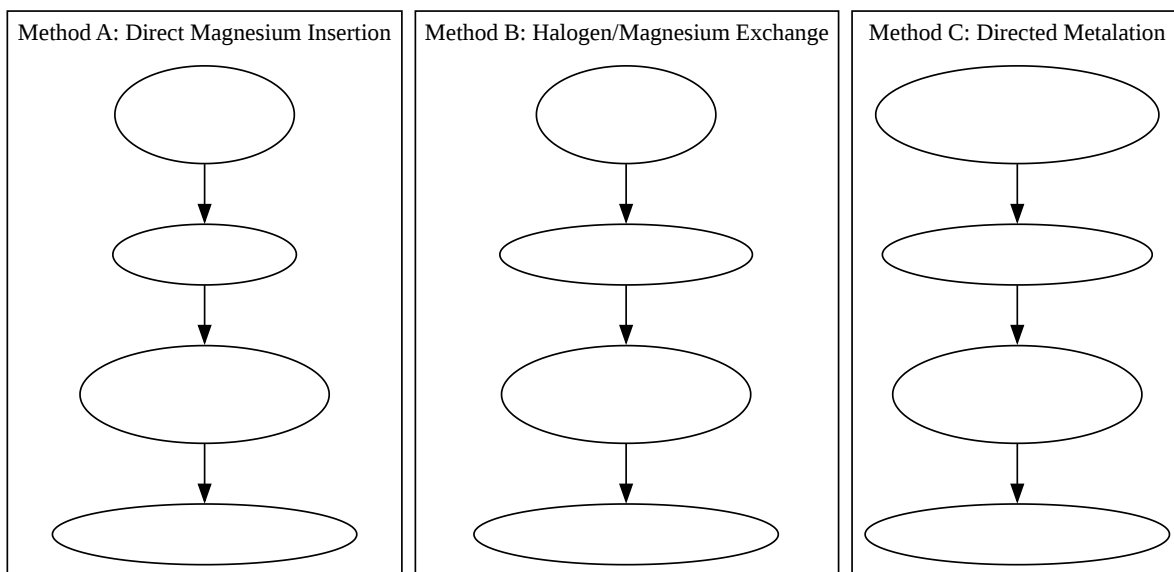 Method A: Direct Magnesium Insertion
Method B: Halogen/Magnesium Exchange
Method C: Directed Metalation